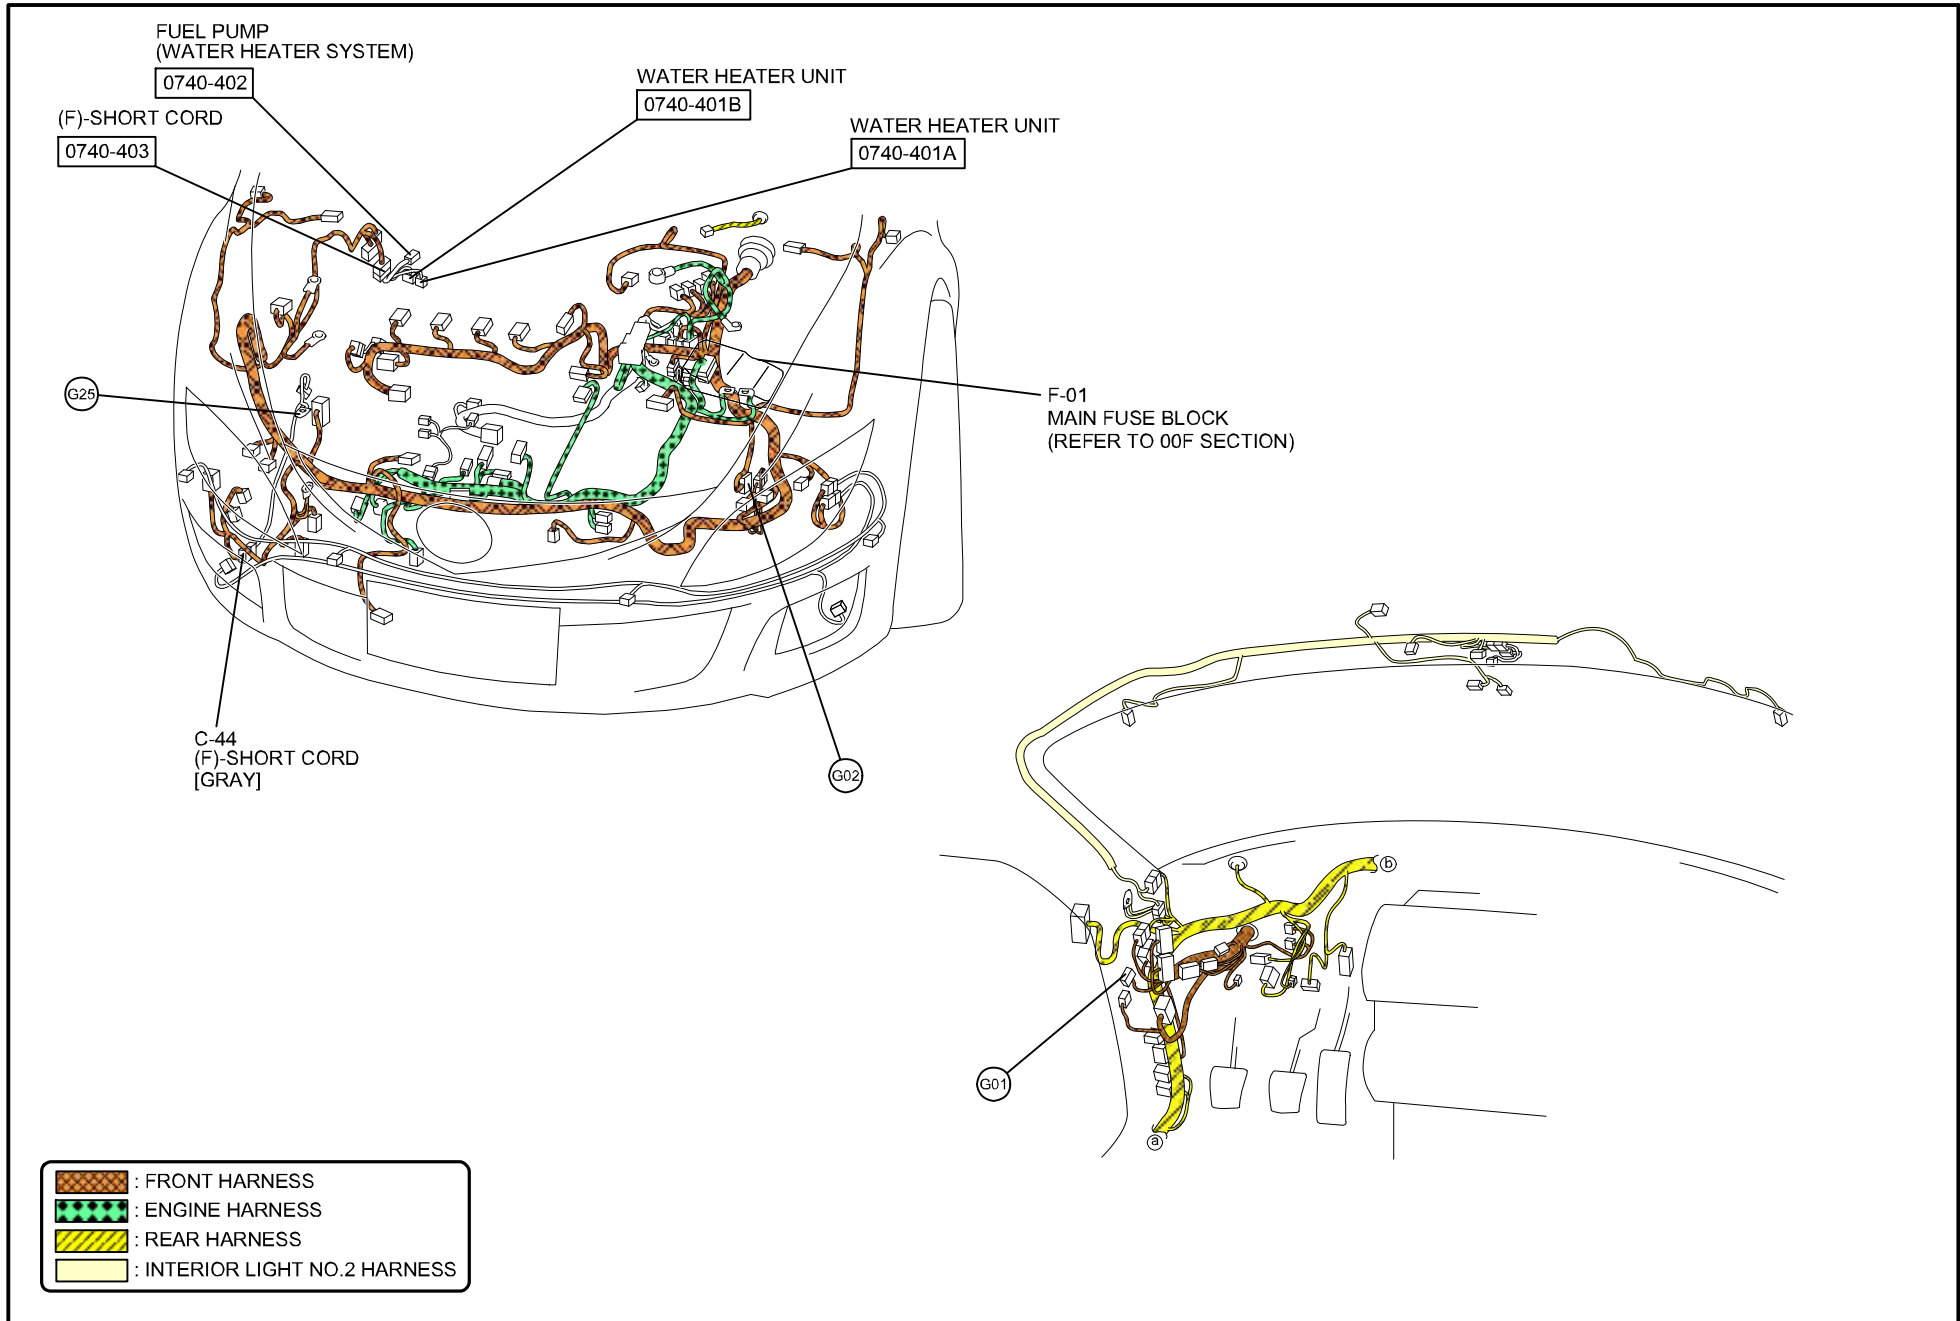 FUEL PUMP
(WATER HEATER SYSTEM)
0740-402
(F)-SHORT CORD
0740-403
WATER HEATER UNIT
0740-401B
WATER HEATER UNIT
0740-401A
G25
F-01
MAIN FUSE BLOCK
(REFER TO 00F SECTION)
C-44
(F)-SHORT CORD
[GRAY]
G02
b
G01
a
: FRONT HARNESS
: ENGINE HARNESS
: REAR HARNESS
: INTERIOR LIGHT NO.2 HARNESS